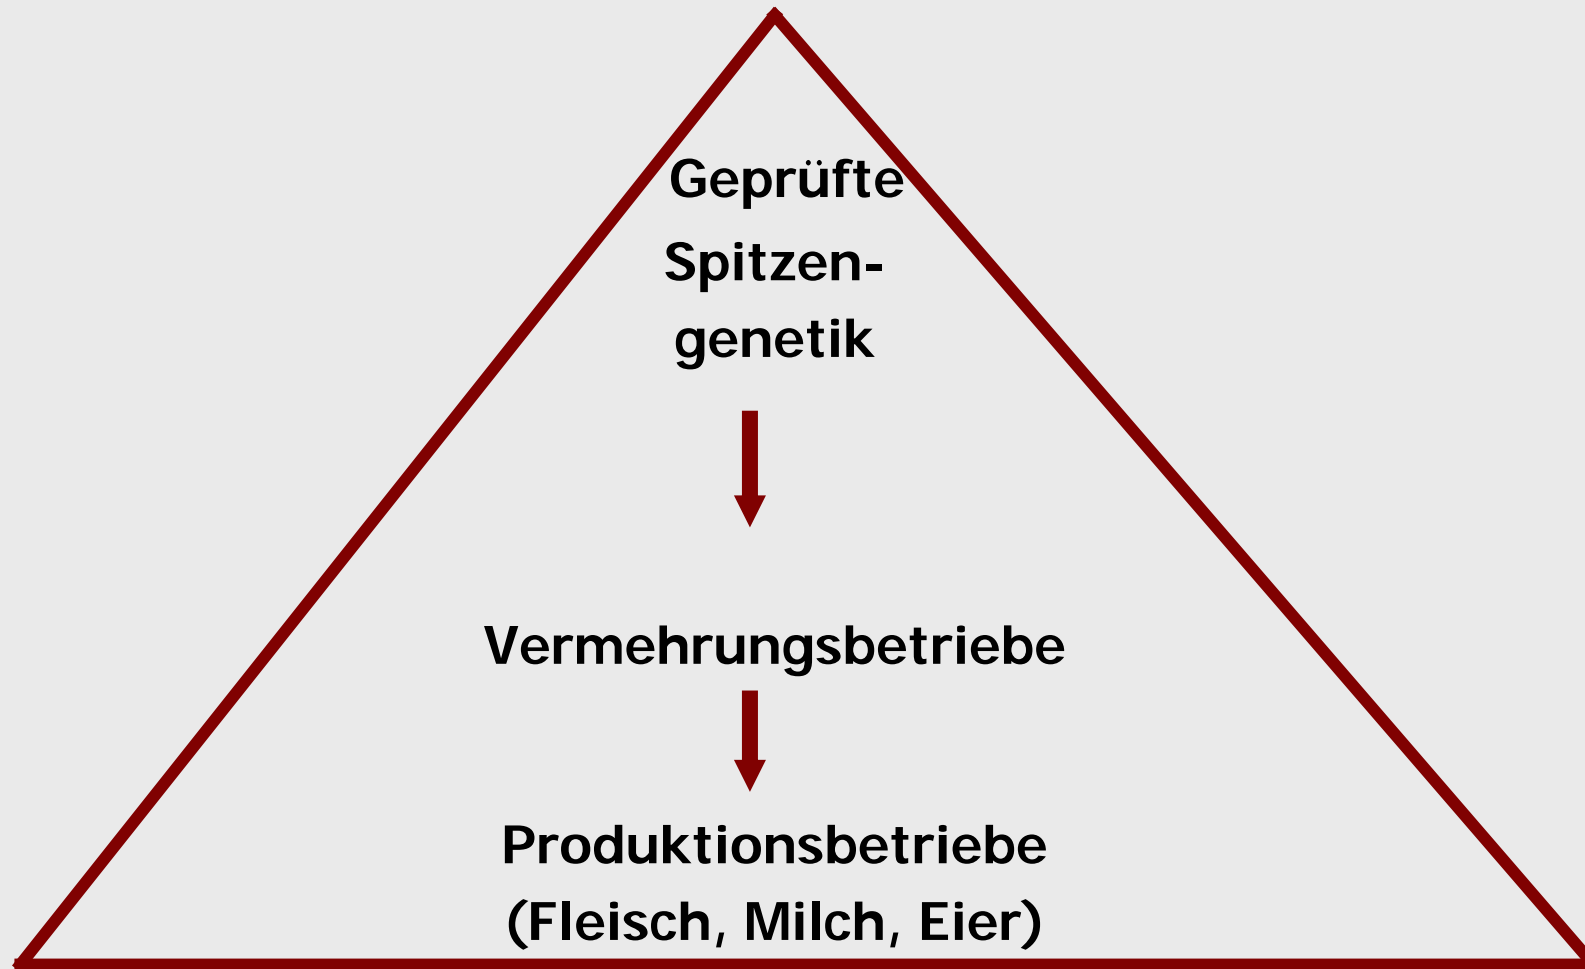 Geprüfte
Spitzen-
genetik
Vermehrungsbetriebe
Produktionsbetriebe
(Fleisch, Milch, Eier)